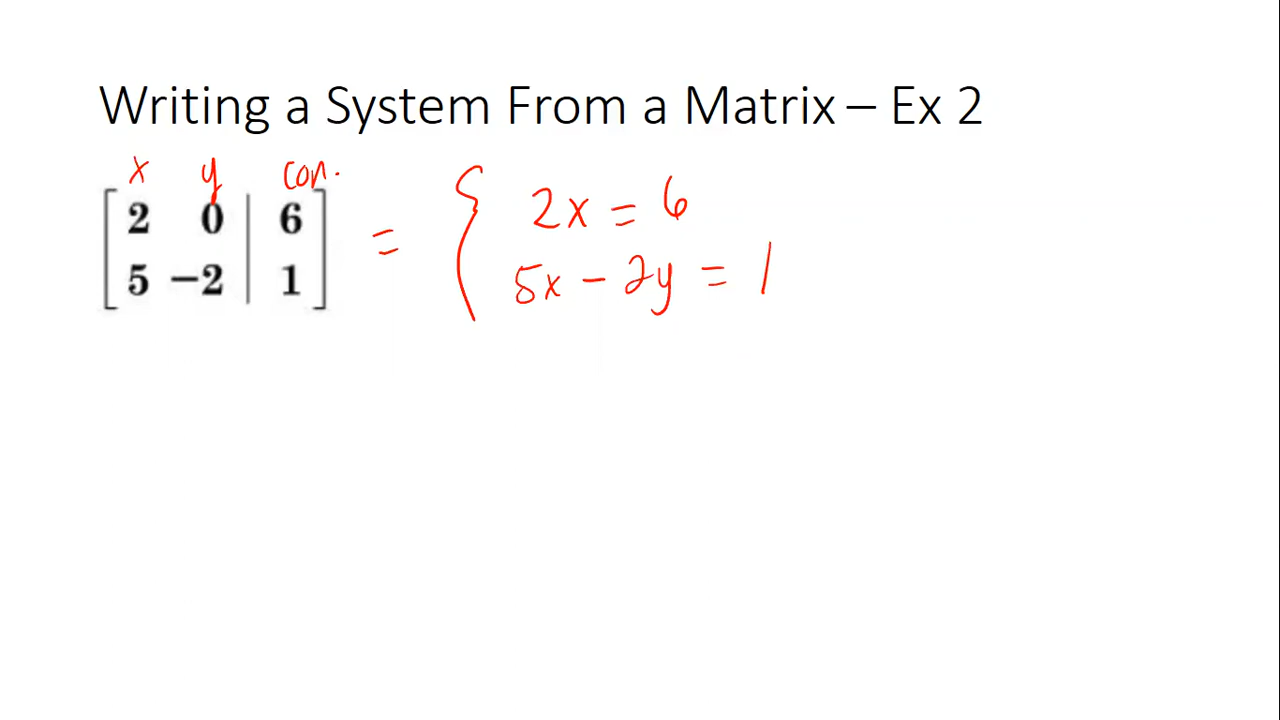 Writing a System From a Matrix – Ex 2
x y con.
2 0 | 6 = { 2x = 6
5 −2 | 1 5x − 2y = 1